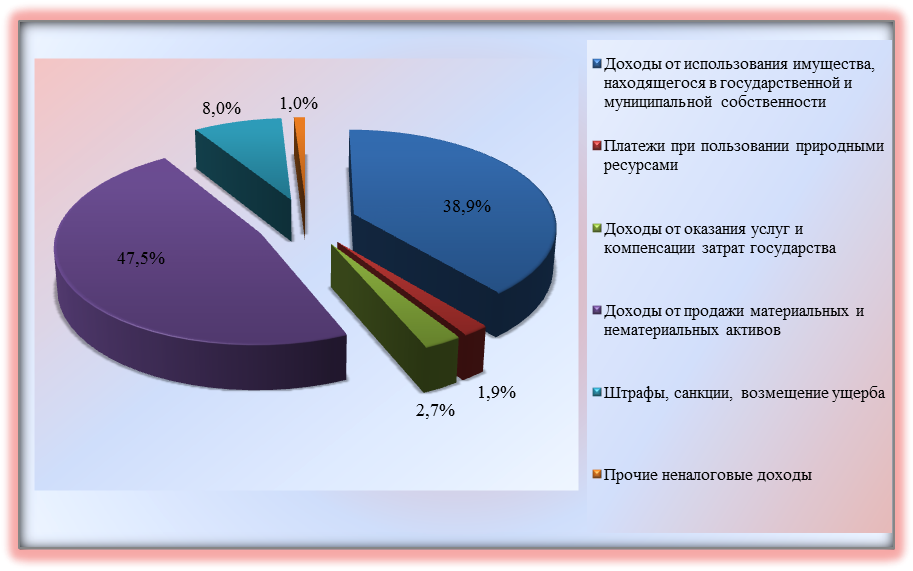 8,0%
1,0%
38,9%
47,5%
1,9%
2,7%
Доходы от использования имущества,
находящегося в государственной и
муниципальной собственности
Платежи при пользовании природными
ресурсами
Доходы от оказания услуг и
компенсации затрат государства
Доходы от продажи материальных и
нематериальных активов
Штрафы, санкции, возмещение ущерба
Прочие неналоговые доходы